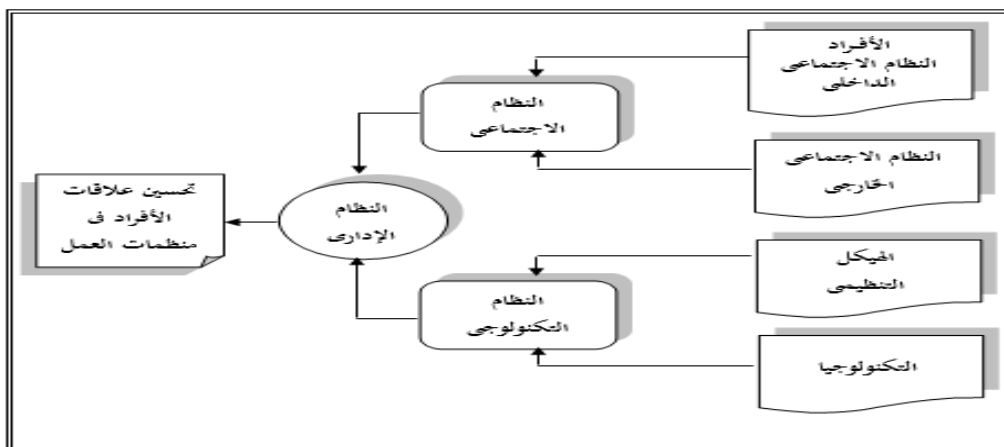 الأفراد
النظام الاجتماعى
الداخلى
النظام الاجتماعى
الخارجى
الهيكل
التنظيمى
التكنولوجيا
النظام
الاجتماعى
النظام
التكنولوجى
النظام
الإدارى
تحسين علاقات
الأفراد فى
منظمات العمل